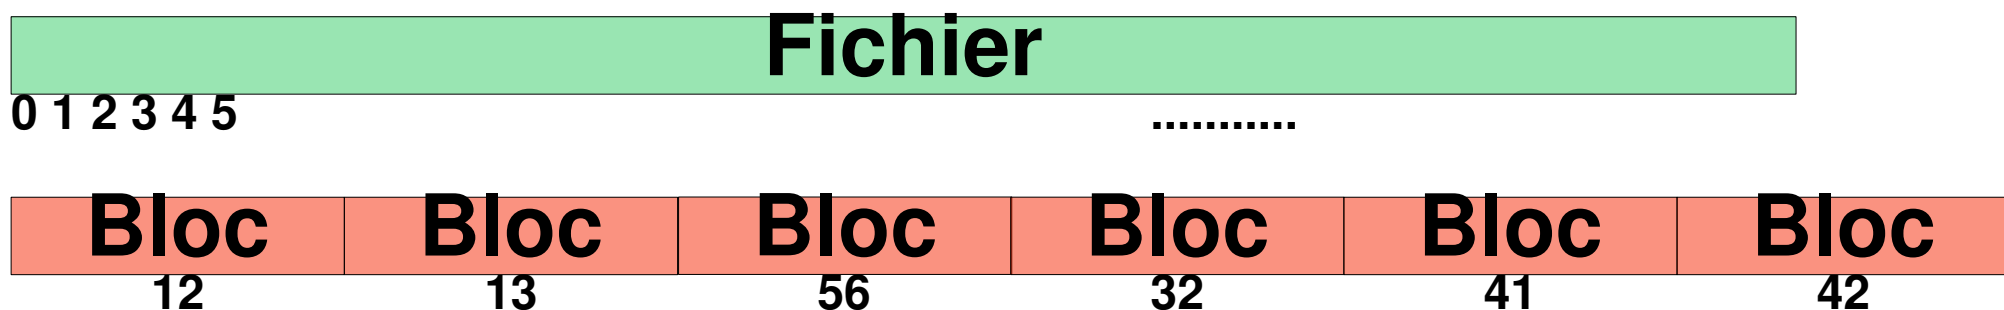 Fichier
0 1 2 3 4 5 ...........
Bloc Bloc Bloc Bloc Bloc Bloc
12 13 56 32 41 42